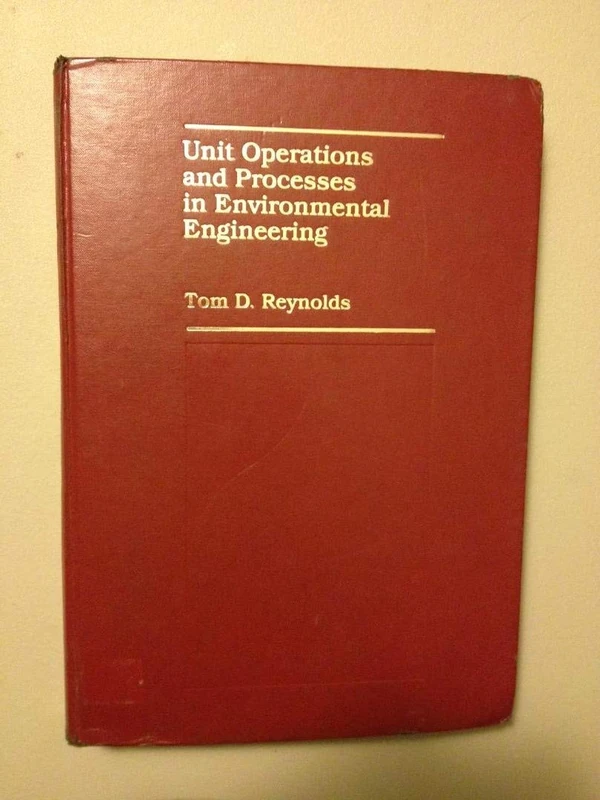 Unit Operations
and Processes
in Environmental
Engineering
Tom D. Reynolds